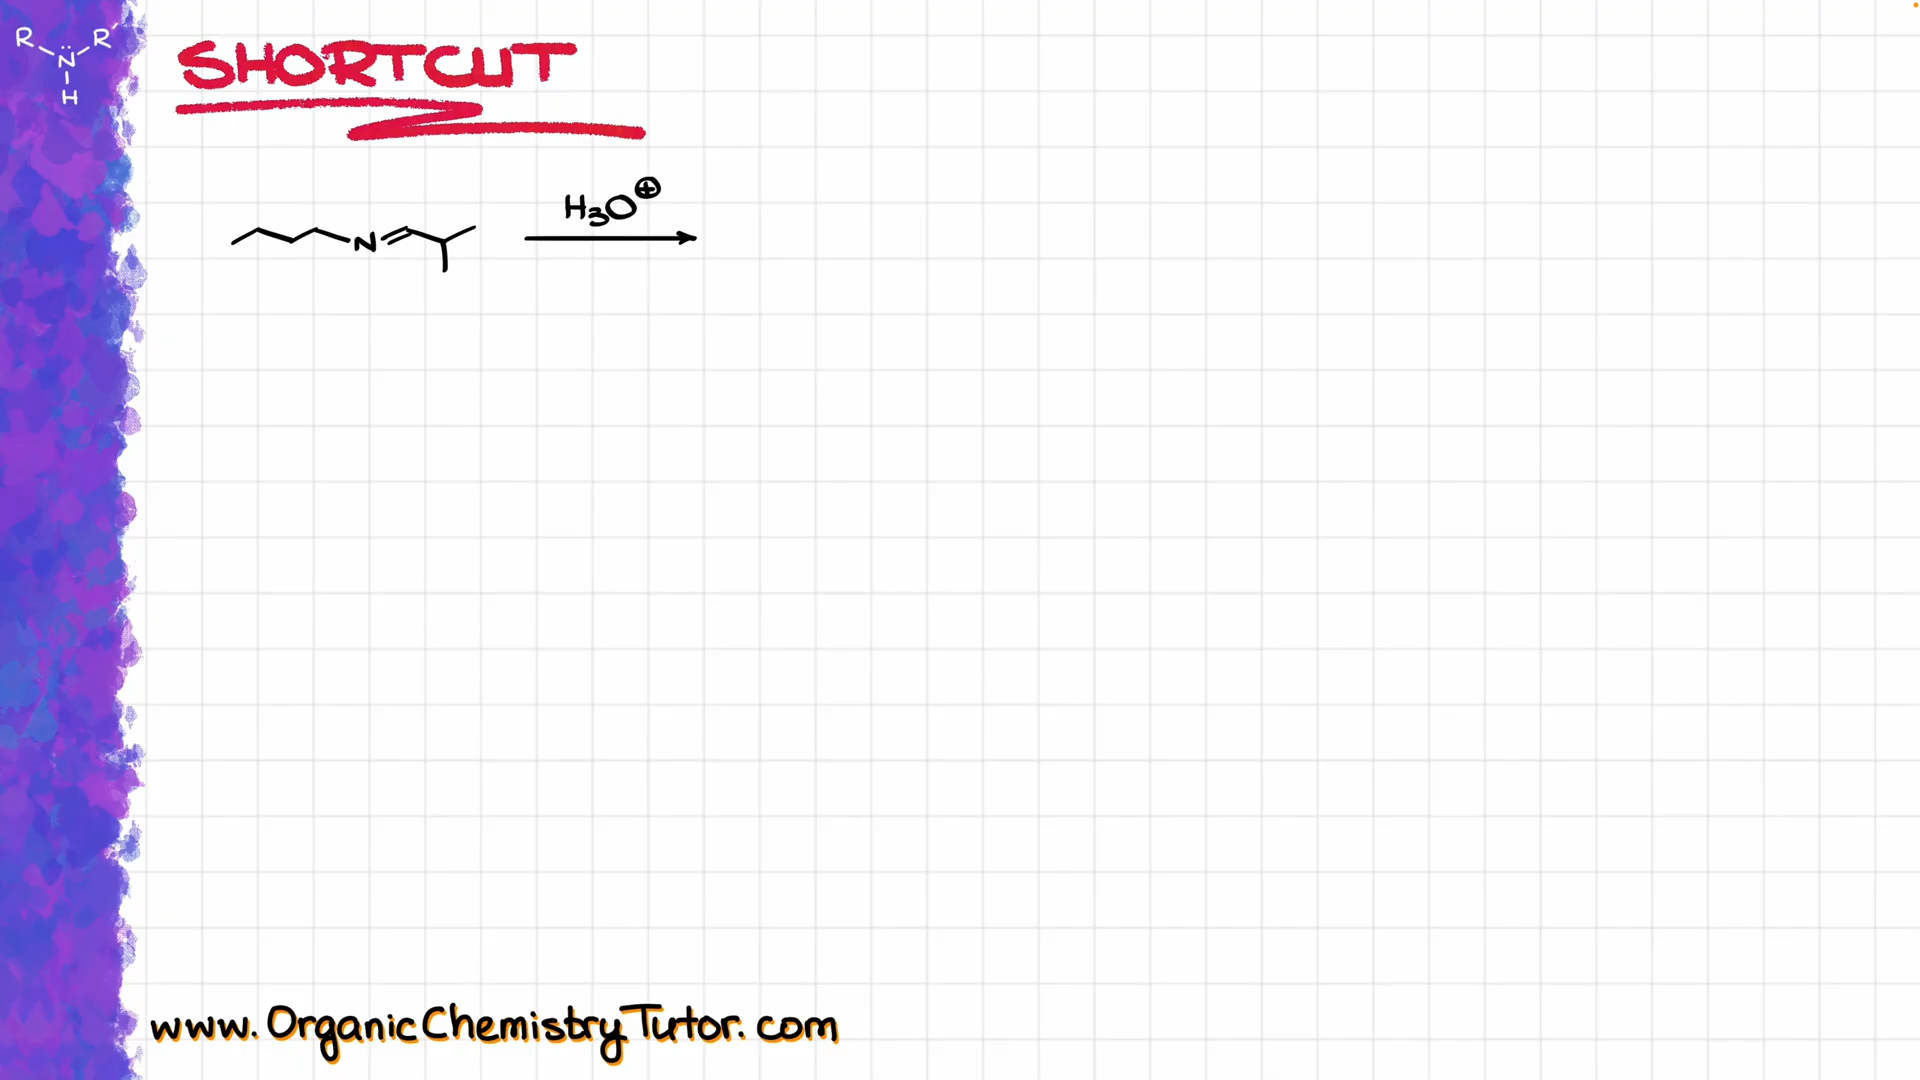 R N̈ R'
H
SHORTCUT
H₃O⊕
N
www.OrganicChemistryTutor.com